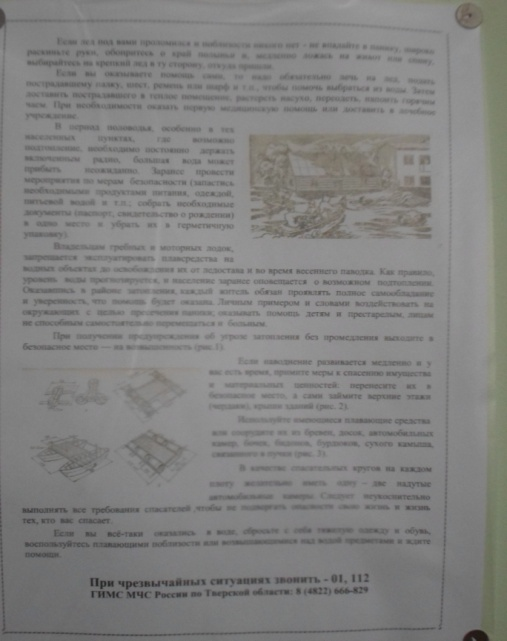 Если лед под вами проломился и поблизости никого нет - не впадайте в панику, широко
раскиньте руки, обопритесь о край полыньи и, медленно ложась на живот или спину,
выбирайтесь на крепкий лед в ту сторону, откуда пришли.
Если вы оказываете помощь сами, то надо обязательно лечь на лед, подать
пострадавшему палку, шест, ремень или шарф и т.п., чтобы помочь выбраться из воды. Затем
доставить пострадавшего в теплое помещение, растереть насухо, переодеть, напоить горячим
чаем. При необходимости оказать первую медицинскую помощь или доставить в лечебное
учреждение.
В период половодья, особенно в тех
населенных пунктах, где возможно
подтопление, необходимо постоянно держать
включенным радио, большая вода может
прибыть неожиданно. Заранее провести
мероприятия по мерам безопасности (запастись
необходимыми продуктами питания, одеждой,
питьевой водой и т.п.; собрать необходимые
документы (паспорт, свидетельство о рождении)
в одно место и убрать их в герметичную
упаковку).
Владельцам гребных и моторных лодок,
запрещается эксплуатировать плавсредства на
водных объектах до освобождения их от ледостава и во время весеннего паводка. Как правило,
уровень воды прогнозируется, и население заранее оповещается о возможном подтоплении.
Оказавшись в районе затопления, каждый житель обязан проявлять полное самообладание
и уверенность, что помощь будет оказана. Личным примером и словами воздействовать на
окружающих с целью пресечения паники, оказывать помощь детям и престарелым, лицам
не способным самостоятельно перемещаться и больным.
При получении предупреждения об угрозе затопления без промедления выходите в
безопасное место — на возвышенность (рис.1).
Если наводнение развивается медленно и у
вас есть время, примите меры к спасению имущества
и материальных ценностей: перенесите их в
безопасное место, а сами займите верхние этажи
(чердаки), крыши зданий (рис. 2).
Используйте имеющиеся плавающие средства
или соорудите их из бревен, досок, автомобильных
камер, бочек, бидонов, бурдюков, сухого камыша,
связанного в пучки (рис. 3).
В качестве спасательных кругов на каждом
плоту желательно иметь одну - две надутые
автомобильные камеры. Следует неукоснительно
выполнять все требования спасателей, чтобы не подвергать опасности свою жизнь и жизнь
тех, кто вас спасает.
Если вы всё-таки оказались в воде, сбросьте с себя тяжелую одежду и обувь,
воспользуйтесь плавающими поблизости или возвышающимися над водой предметами и ждите
помощи.
При чрезвычайных ситуациях звонить - 01, 112
ГИМС МЧС России по Тверской области: 8 (4822) 666-829